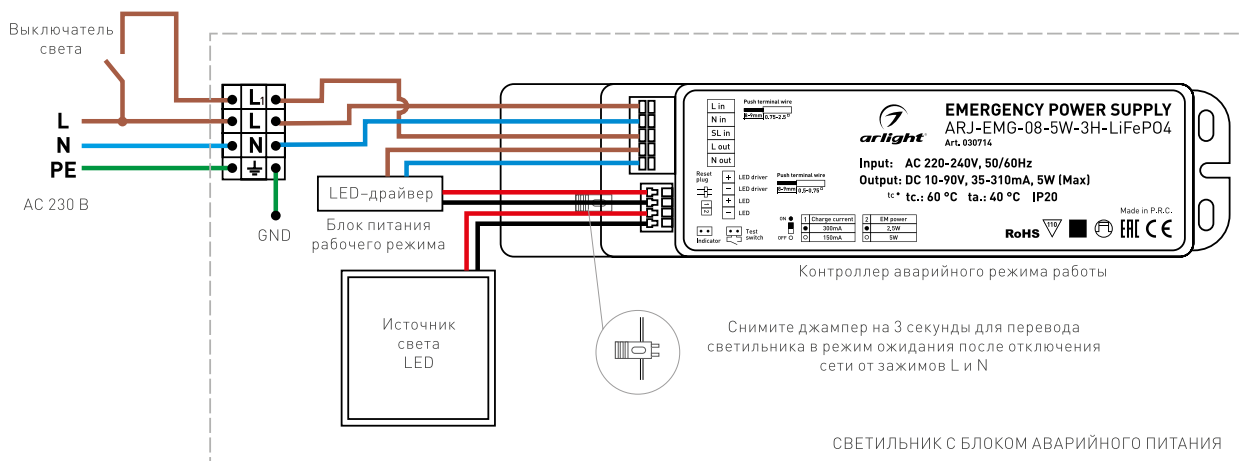 Выключатель
света
L
N
PE
AC 230 В
L1
L
N
GND
LED-драйвер
Блок питания
рабочего режима
Источник
света
LED
L in
N in
SL in
L out
N out
Push terminal wire
8-9mm 0,75-2.5
Reset
plug
+ LED driver
− LED driver
+ LED
− LED
Push terminal wire
0,5-0,75
Indicator
Test
switch
ON
OFF
1 Charge current 2 EM power
300mA 2,5W
150mA 5W
arlight
EMERGENCY POWER SUPPLY
ARJ-EMG-08-5W-3H-LiFePO4
Art. 030714
Input: AC 220-240V, 50/60Hz
Output: DC 10-90V, 35-310mA, 5W (Max)
tc • tc.: 60 °C ta.: 40 °C IP20
Made in P.R.C.
RoHS 110 EAC CE
Контроллер аварийного режима работы
Снимите джампер на 3 секунды для перевода
светильника в режим ожидания после отключения
сети от зажимов L и N
СВЕТИЛЬНИК С БЛОКОМ АВАРИЙНОГО ПИТАНИЯ